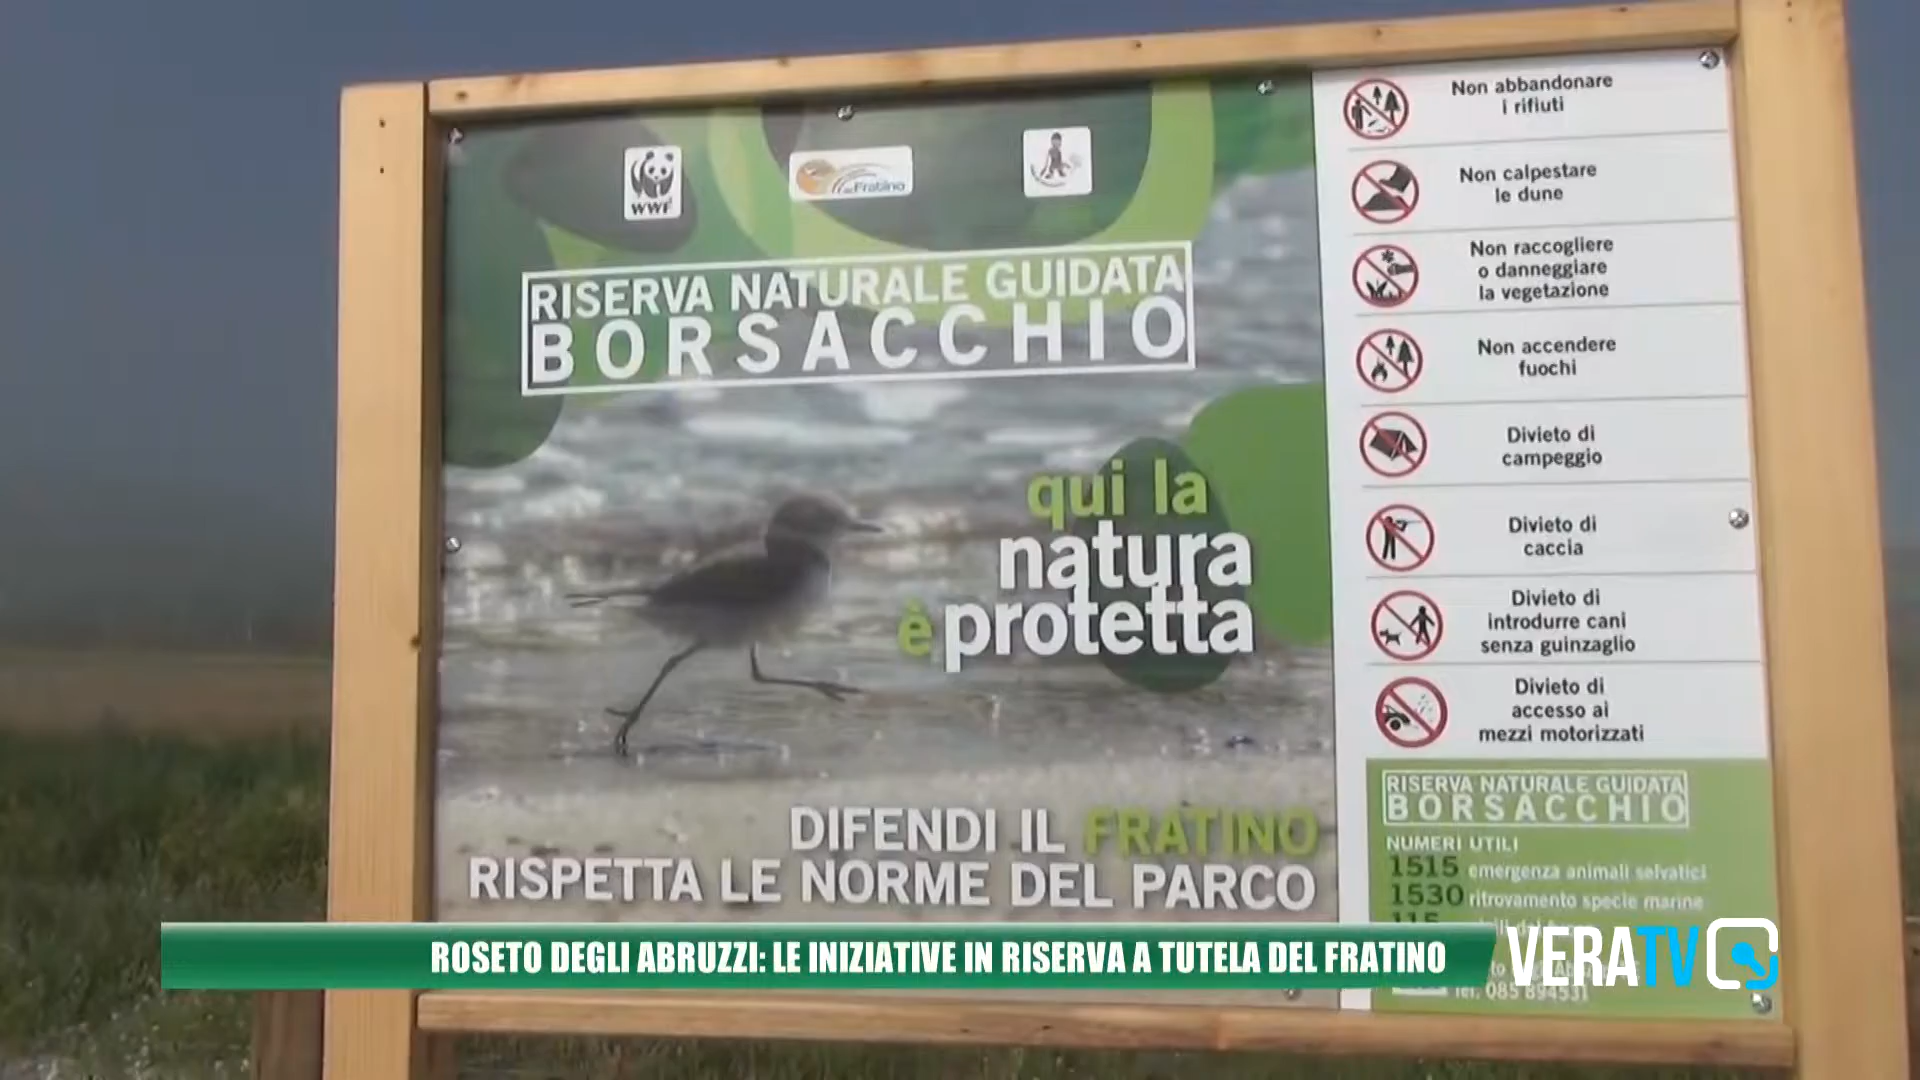 WWF
Fratino
RISERVA NATURALE GUIDATA
BORSACCHIO
qui la
natura
è protetta
DIFENDI IL FRATINO
RISPETTA LE NORME DEL PARCO
Non abbandonare
i rifiuti
Non calpestare
le dune
Non raccogliere
o danneggiare
la vegetazione
Non accendere
fuochi
Divieto di
campeggio
Divieto di
caccia
Divieto di
introdurre cani
senza guinzaglio
Divieto di
accesso ai
mezzi motorizzati
RISERVA NATURALE GUIDATA
BORSACCHIO
NUMERI UTILI
1515 emergenza animali selvatici
1530 ritrovamento specie marine
115
Tel. 085 894531
ROSETO DEGLI ABRUZZI: LE INIZIATIVE IN RISERVA A TUTELA DEL FRATINO
VERATV